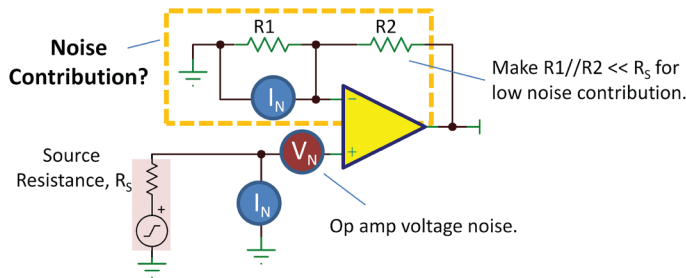 R1
R2
Noise
Contribution?
Make R1//R2 << RS for
low noise contribution.
IN
−
+
VN
Source
Resistance, RS
+
IN
Op amp voltage noise.